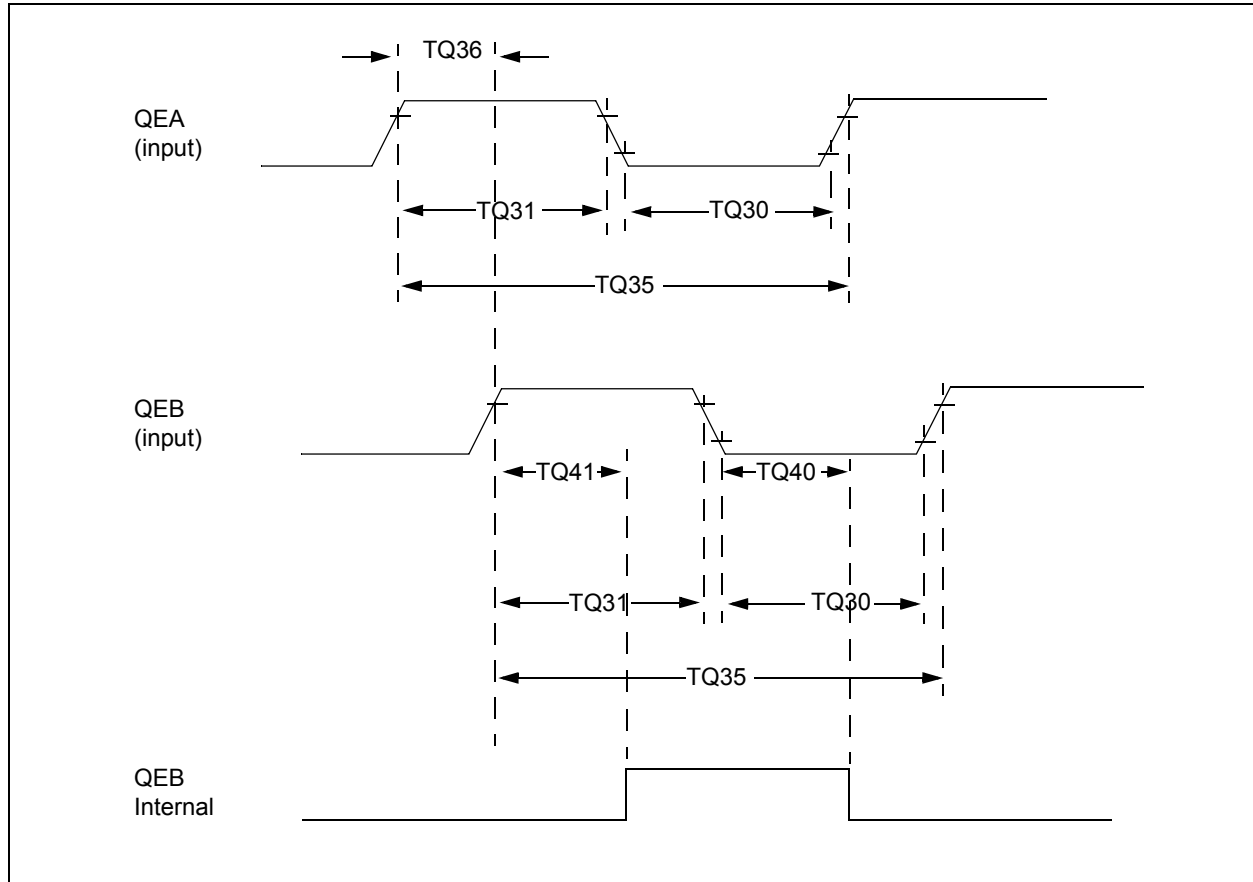 TQ36
QEA
(input)
TQ31
TQ30
TQ35
QEB
(input)
TQ41
TQ40
TQ31
TQ30
TQ35
QEB
Internal